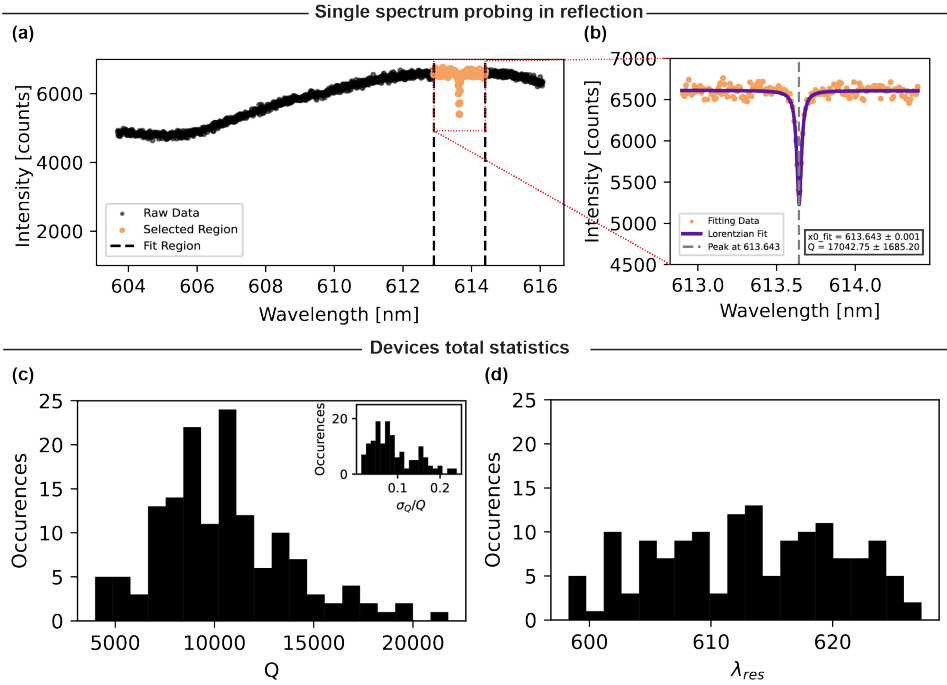 Single spectrum probing in reflection
(a)
(b)
Intensity [counts]
6000
4000
2000
Raw Data
Selected Region
Fit Region
604 606 608 610 612 614 616
Wavelength [nm]
Intensity [counts]
7000
6500
6000
5500
5000
4500
Fitting Data
Lorentzian Fit
Peak at 613.643
x0_fit = 613.643 ± 0.001
Q = 17042.75 ± 1685.20
613.0 613.5 614.0
Wavelength [nm]
Devices total statistics
(c)
(d)
Occurences
25
20
15
10
5
0
5000 10000 15000 20000
Q
Occurences
20
0
0.1 0.2
σQ/Q
Occurences
25
20
15
10
5
0
600 610 620
λres